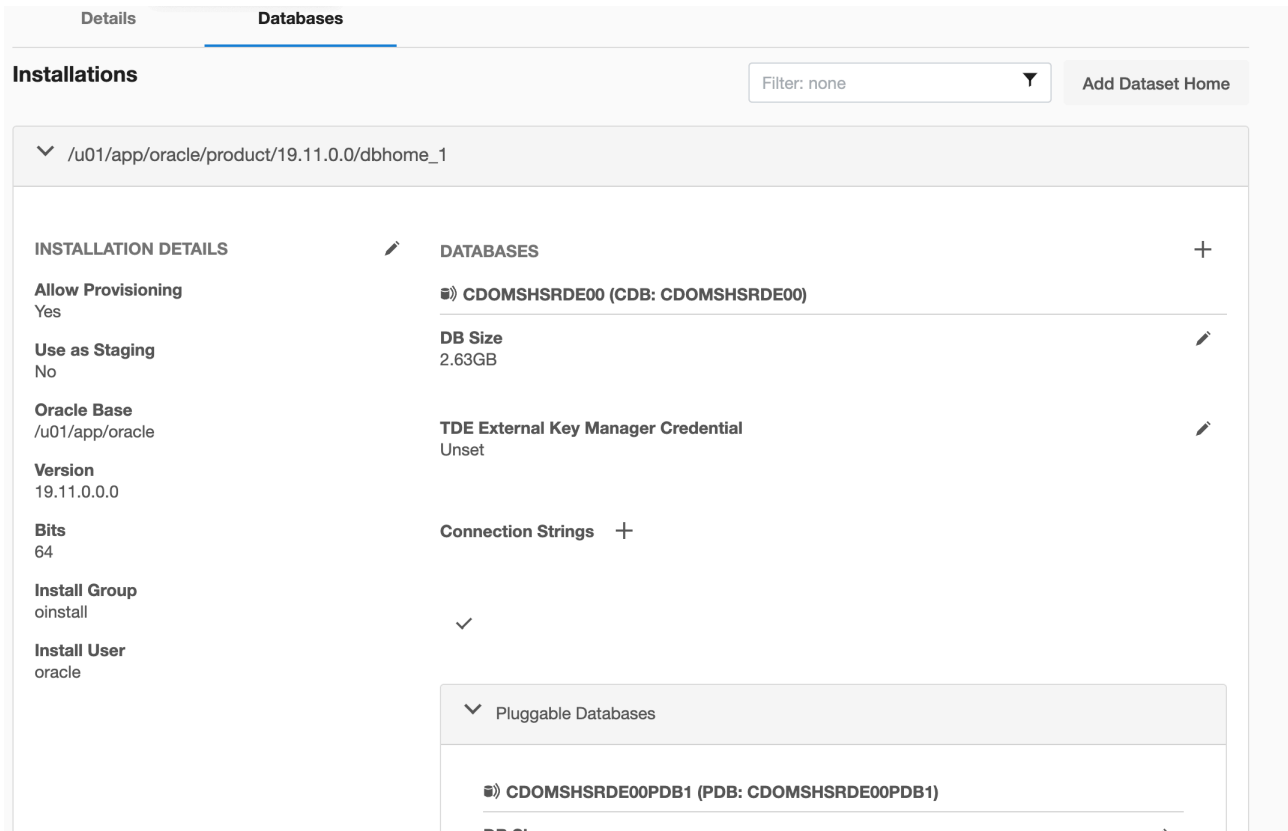 Details
Databases
Installations
Filter: none
Add Dataset Home
/u01/app/oracle/product/19.11.0.0/dbhome_1
INSTALLATION DETAILS
Allow Provisioning
Yes
Use as Staging
No
Oracle Base
/u01/app/oracle
Version
19.11.0.0.0
Bits
64
Install Group
oinstall
Install User
oracle
DATABASES
CDOMSHSRDE00 (CDB: CDOMSHSRDE00)
DB Size
2.63GB
TDE External Key Manager Credential
Unset
Connection Strings
Pluggable Databases
CDOMSHSRDE00PDB1 (PDB: CDOMSHSRDE00PDB1)